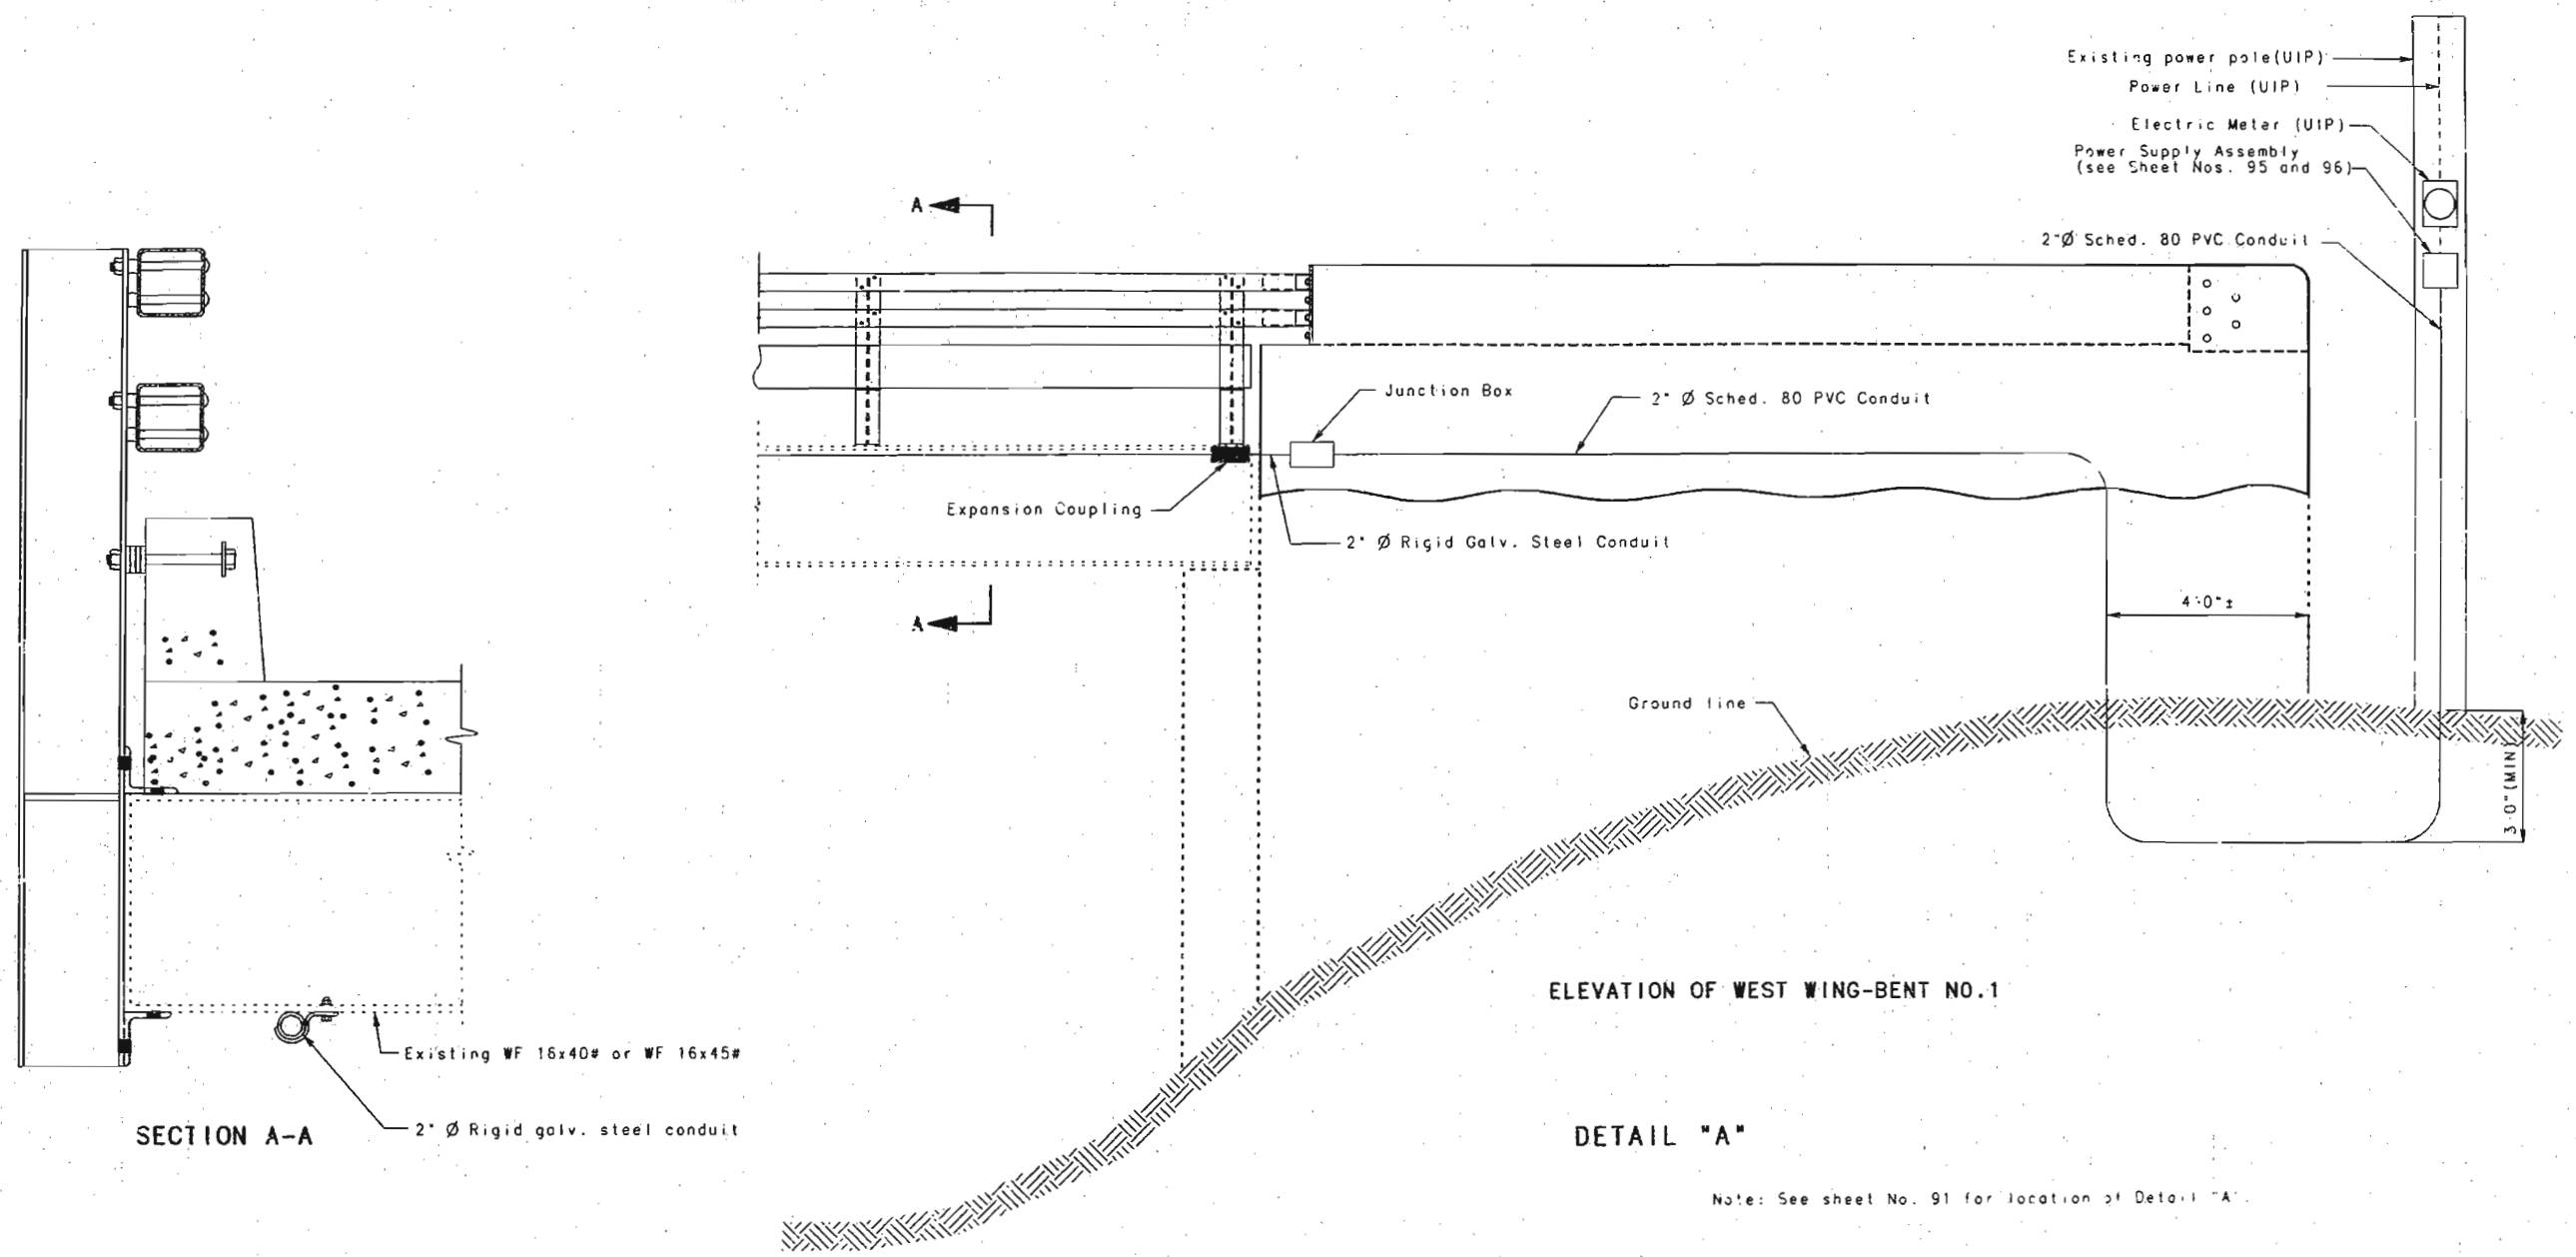 Existing power pole(UIP)
Power Line (UIP)
Electric Meter (UIP)
Power Supply Assembly
(see Sheet Nos. 95 and 96)
2"Ø Sched. 80 PVC Conduit
A
Junction Box
2" Ø Sched. 80 PVC Conduit
Expansion Coupling
2" Ø Rigid Galv. Steel Conduit
A
4'-0"±
Ground line
3'-0"(MIN)
ELEVATION OF WEST WING-BENT NO.1
Existing WF 16x40# or WF 16x45#
2" Ø Rigid galv. steel conduit
SECTION A-A
DETAIL "A"
Note: See sheet No. 91 for location of Detail "A".